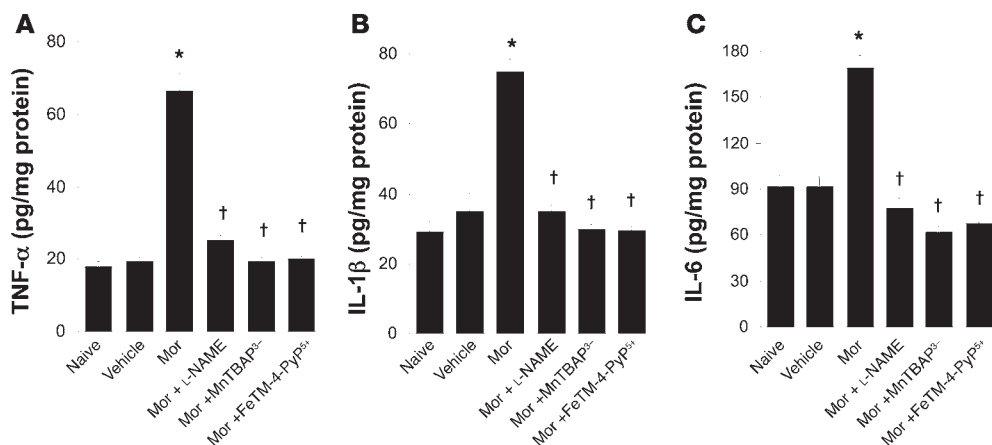 A
TNF-α (pg/mg protein)
80
60
40
20
0
*
†
†
†
Naive
Vehicle
Mor
Mor + L-NAME
Mor +MnTBAP³⁻
Mor +FeTM-4-PyP⁵⁺
B
IL-1β (pg/mg protein)
80
60
40
20
0
*
†
†
†
Naive
Vehicle
Mor
Mor + L-NAME
Mor +MnTBAP³⁻
Mor +FeTM-4-PyP⁵⁺
C
IL-6 (pg/mg protein)
180
150
120
90
60
30
0
*
†
†
†
Naive
Vehicle
Mor
Mor + L-NAME
Mor +MnTBAP³⁻
Mor +FeTM-4-PyP⁵⁺